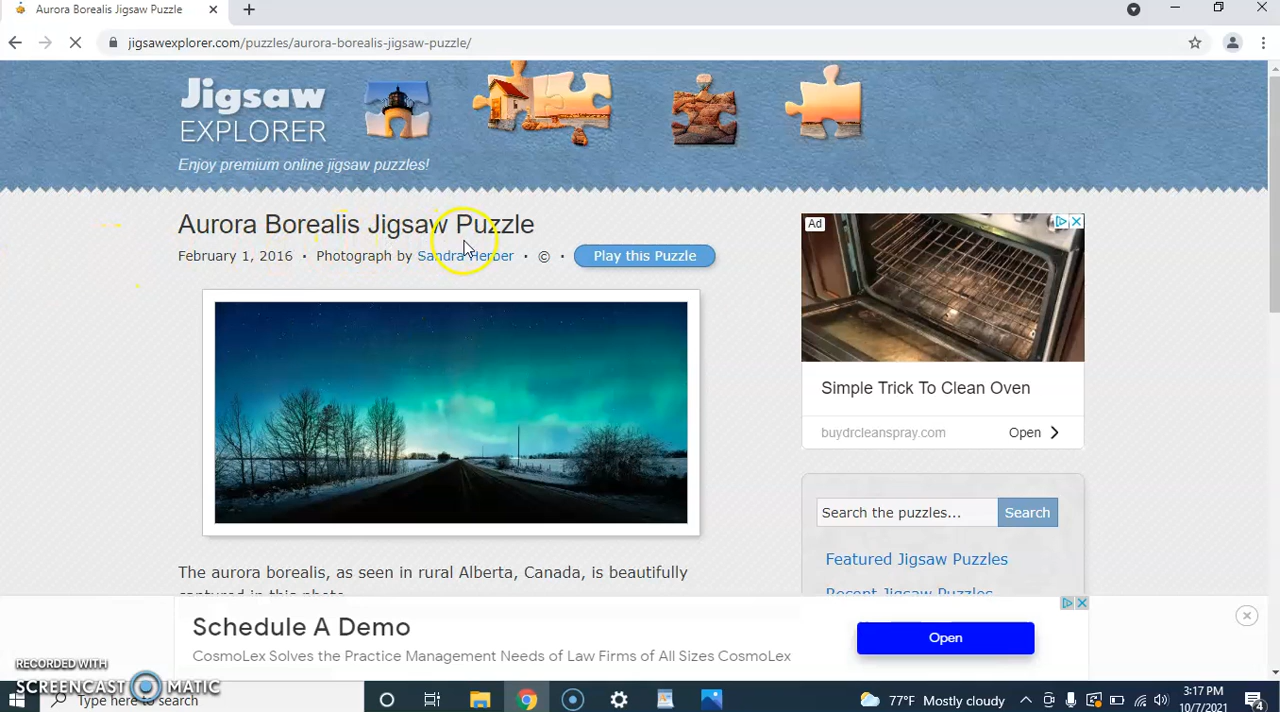 Aurora Borealis Jigsaw Puzzle
jigsawexplorer.com/puzzles/aurora-borealis-jigsaw-puzzle/
Jigsaw
EXPLORER
Enjoy premium online jigsaw puzzles!
Aurora Borealis Jigsaw Puzzle
February 1, 2016 • Photograph by Sandra Herber • © • Play this Puzzle
Ad
Simple Trick To Clean Oven
buydrcleanspray.com Open
Search the puzzles... Search
Featured Jigsaw Puzzles
Recent Jigsaw Puzzles
The aurora borealis, as seen in rural Alberta, Canada, is beautifully
captured in this photo.
Schedule A Demo
CosmoLex Solves the Practice Management Needs of Law Firms of All Sizes CosmoLex
Open
RECORDED WITH
SCREENCAST MATIC
Type here to search
77°F Mostly cloudy
3:17 PM
10/7/2021
4